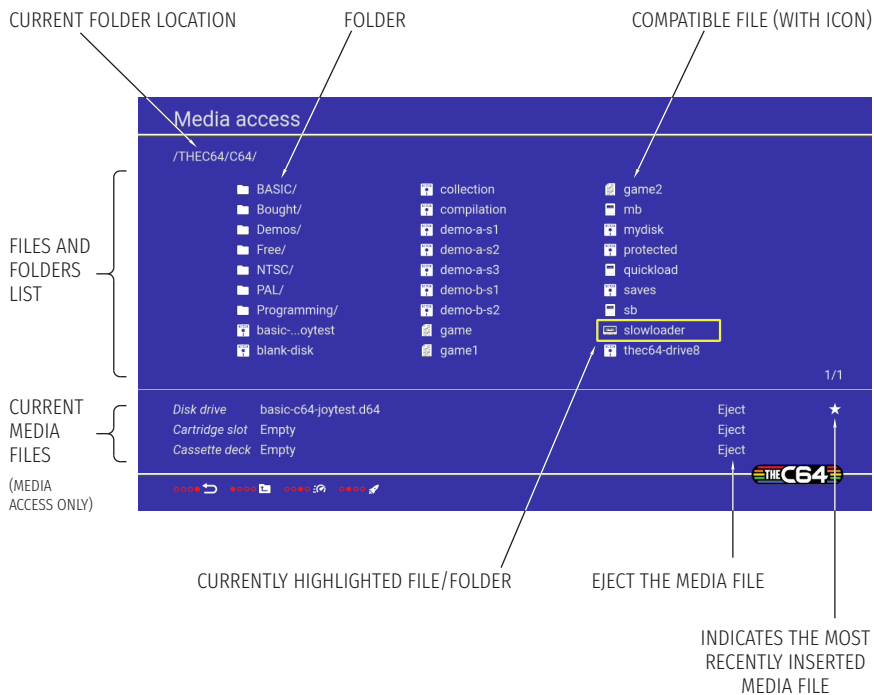 CURRENT FOLDER LOCATION
FOLDER
COMPATIBLE FILE (WITH ICON)
Media access
/THEC64/C64/
BASIC/
Bought/
Demos/
Free/
NTSC/
PAL/
Programming/
basic-...oytest
blank-disk
collection
compilation
demo-a-s1
demo-a-s2
demo-a-s3
demo-b-s1
demo-b-s2
game
game1
game2
mb
mydisk
protected
quickload
saves
sb
slowloader
thec64-drive8
1/1
FILES AND
FOLDERS
LIST
Disk drive basic-c64-joytest.d64 Eject ★
Cartridge slot Empty Eject
Cassette deck Empty Eject
CURRENT
MEDIA
FILES
(MEDIA
ACCESS ONLY)
THEC64
CURRENTLY HIGHLIGHTED FILE/FOLDER
EJECT THE MEDIA FILE
INDICATES THE MOST
RECENTLY INSERTED
MEDIA FILE